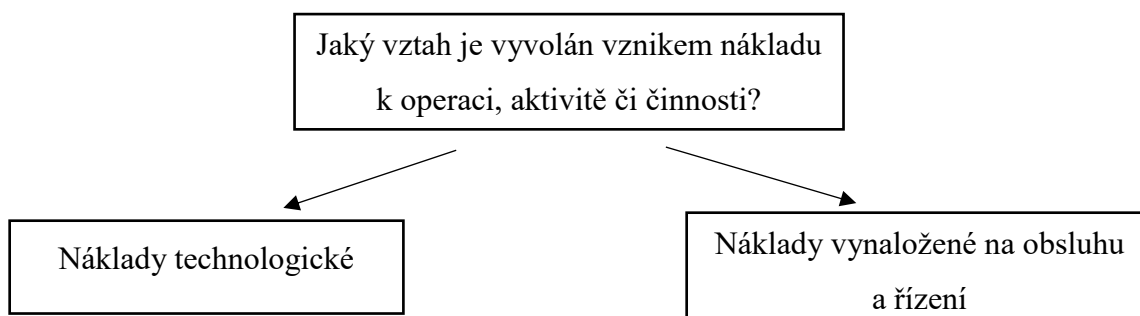 Jaký vztah je vyvolán vznikem nákladu
k operaci, aktivitě či činnosti?
Náklady technologické
Náklady vynaložené na obsluhu
a řízení